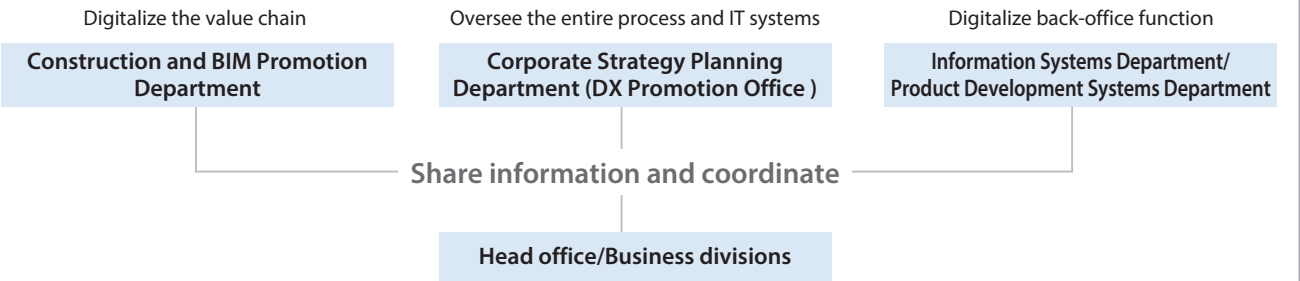 Digitalize the value chain
Construction and BIM Promotion
Department
Oversee the entire process and IT systems
Corporate Strategy Planning
Department (DX Promotion Office )
Digitalize back-office function
Information Systems Department/
Product Development Systems Department
Share information and coordinate
Head office/Business divisions